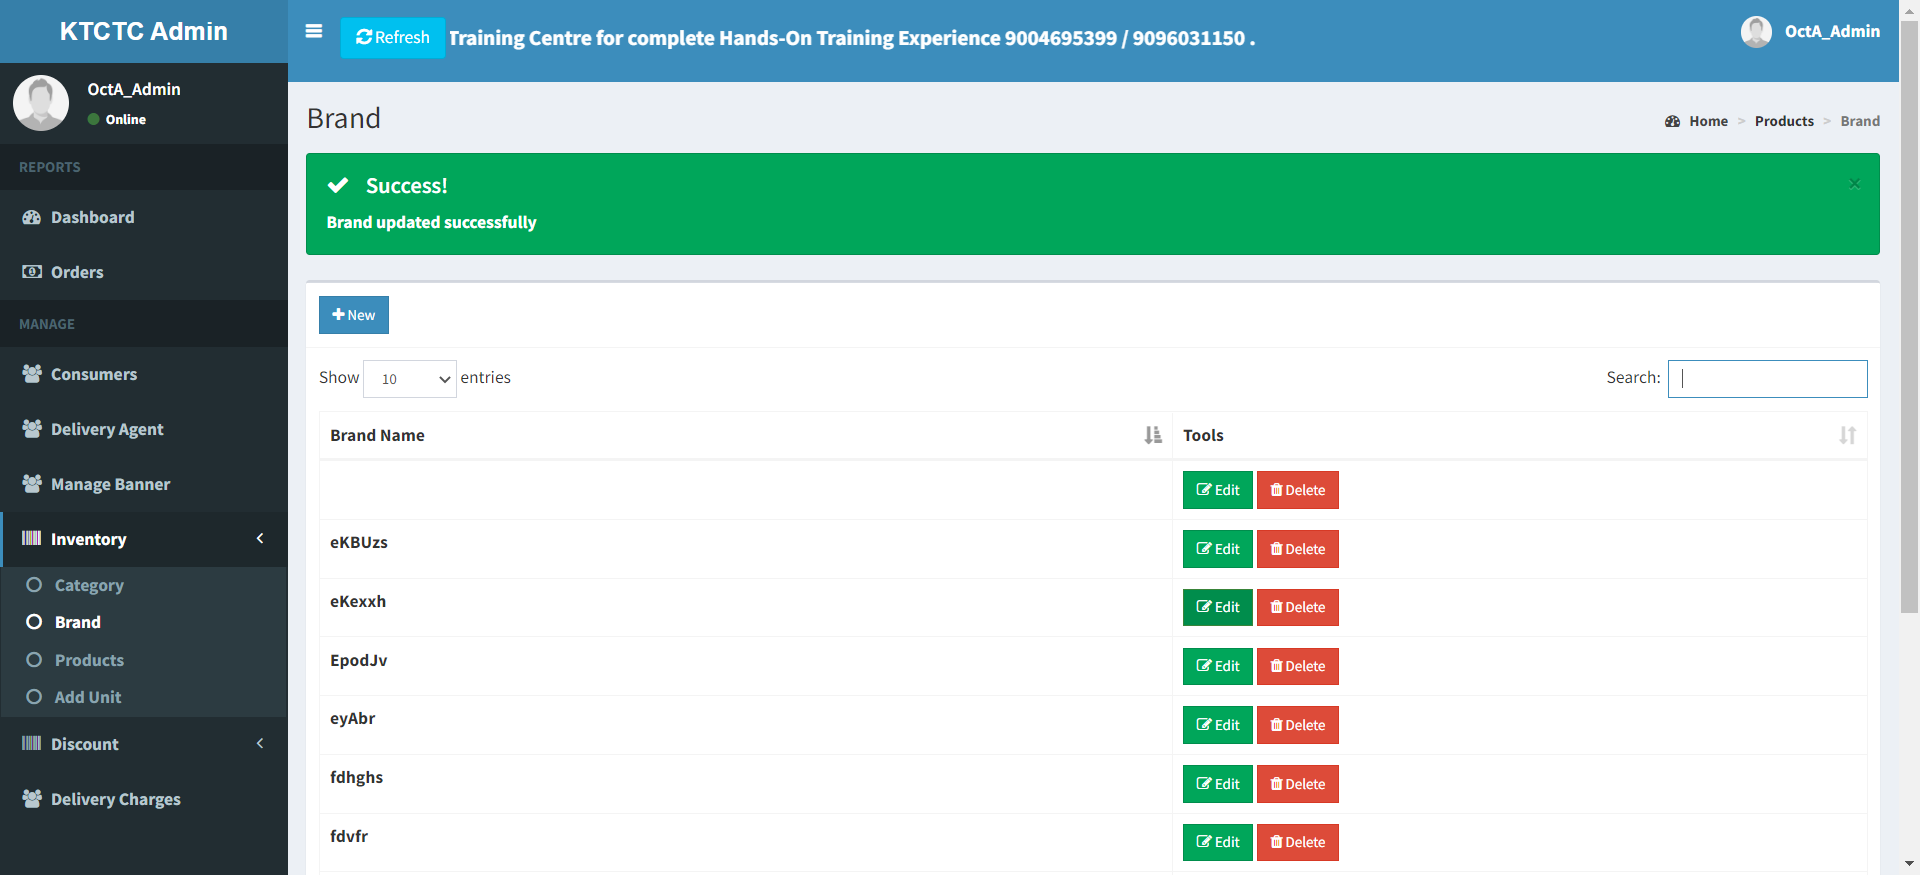 KTCTC Admin
Refresh
Training Centre for complete Hands-On Training Experience 9004695399 / 9096031150 .
OctA_Admin
OctA_Admin
Online
REPORTS
Dashboard
Orders
MANAGE
Consumers
Delivery Agent
Manage Banner
Inventory
Category
Brand
Products
Add Unit
Discount
Delivery Charges
Brand
Home > Products > Brand
Success!
×
Brand updated successfully
New
Show 10 entries
Search:
Brand Name Tools
Edit Delete
eKBUzs Edit Delete
eKexxh Edit Delete
EpodJv Edit Delete
eyAbr Edit Delete
fdhghs Edit Delete
fdvfr Edit Delete